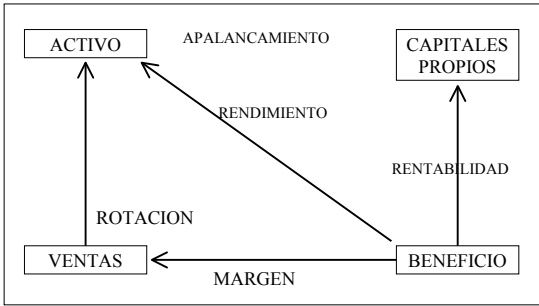 ACTIVO
APALANCAMIENTO
CAPITALES
PROPIOS
RENDIMIENTO
RENTABILIDAD
ROTACION
VENTAS
MARGEN
BENEFICIO